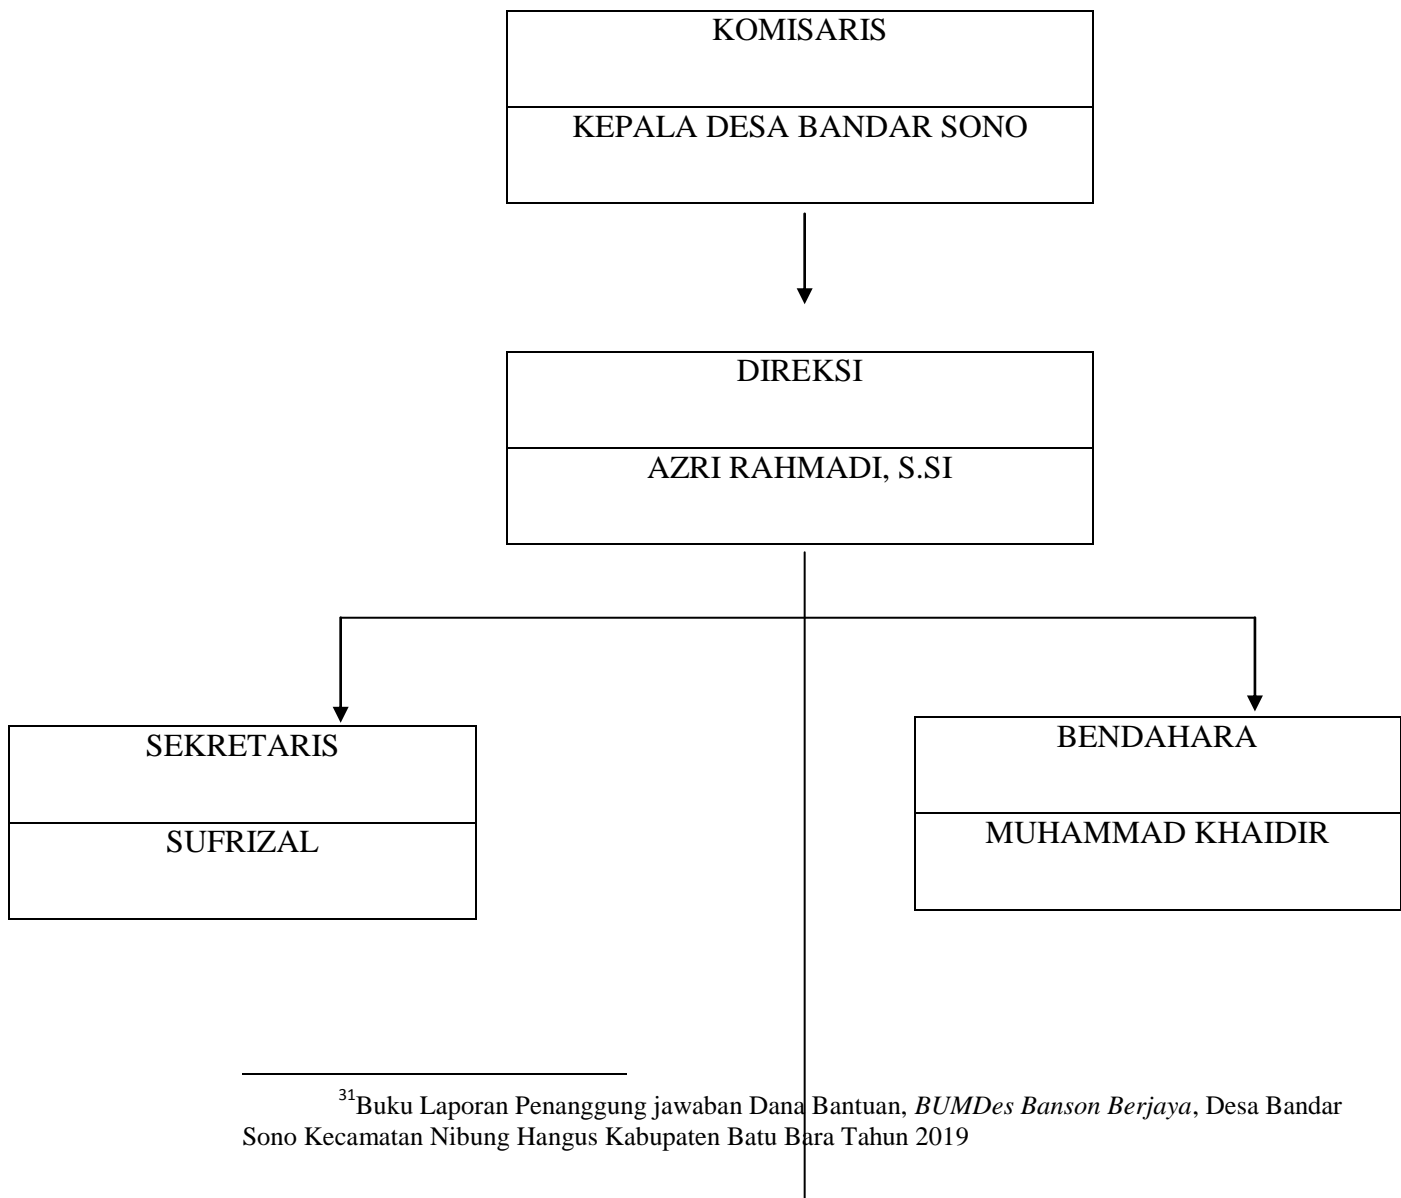 KOMISARIS
KEPALA DESA BANDAR SONO
DIREKSI
AZRI RAHMADI, S.SI
SEKRETARIS
SUFRIZAL
BENDAHARA
MUHAMMAD KHAIDIR
31Buku Laporan Penanggung jawaban Dana Bantuan, BUMDes Banson Berjaya, Desa Bandar
Sono Kecamatan Nibung Hangus Kabupaten Batu Bara Tahun 2019